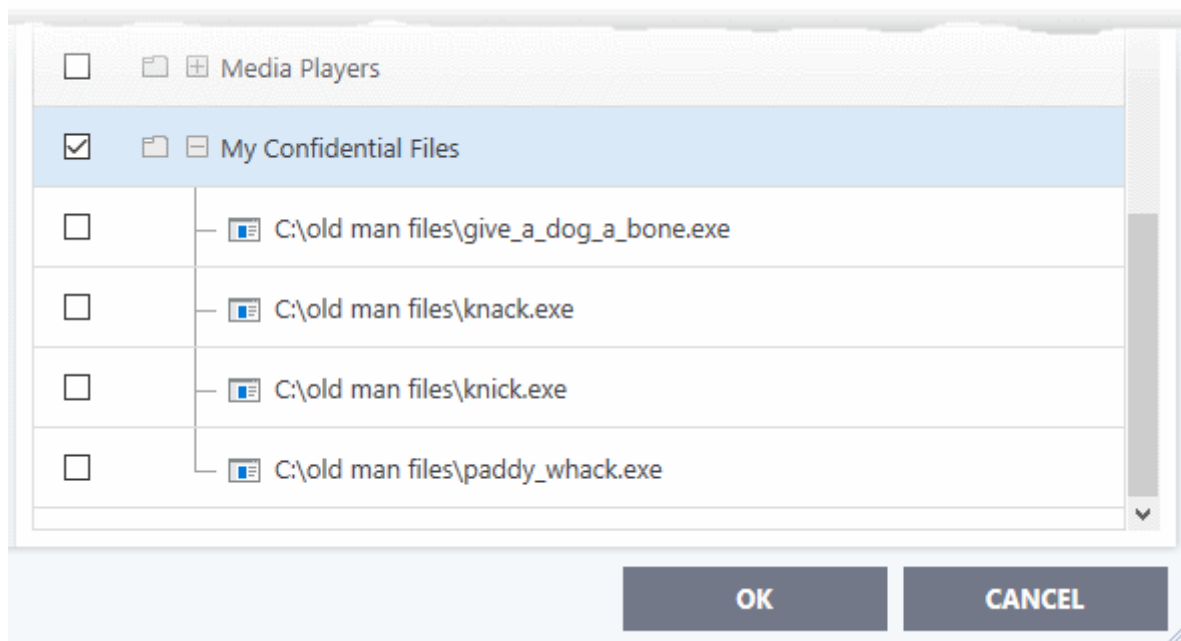 Media Players
My Confidential Files
C:\old man files\give_a_dog_a_bone.exe
C:\old man files\knack.exe
C:\old man files\knick.exe
C:\old man files\paddy_whack.exe
OK CANCEL